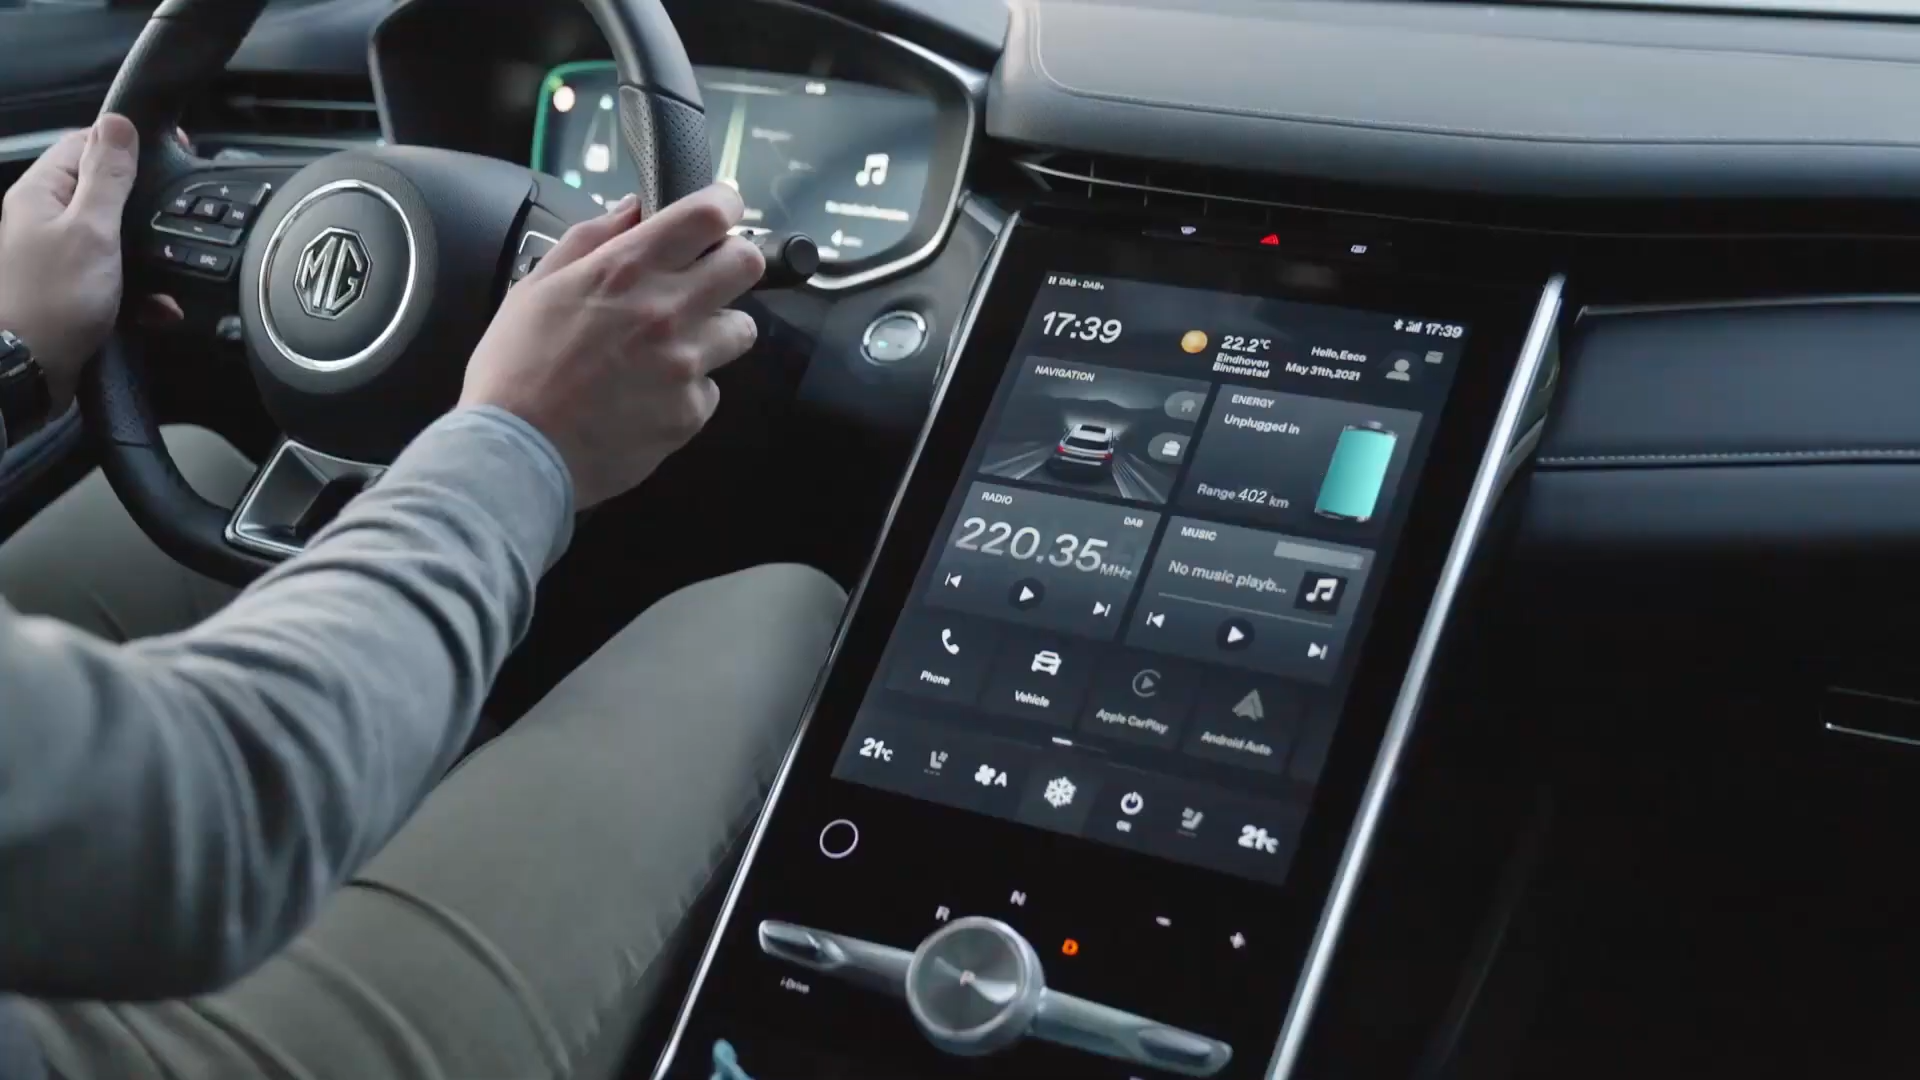 MG
SRC
DAB - DAB+
17:39
17:39
22.2°C
Eindhoven
Binnenstad
Hello,Eeco
May 31th,2021
NAVIGATION
ENERGY
Unplugged in
Range 402 km
RADIO
DAB
220.35 MHz
MUSIC
No music playb...
Phone
Vehicle
Apple CarPlay
Android Auto
21°C
A
21°C
N
R
D
- +
P
i-Drive